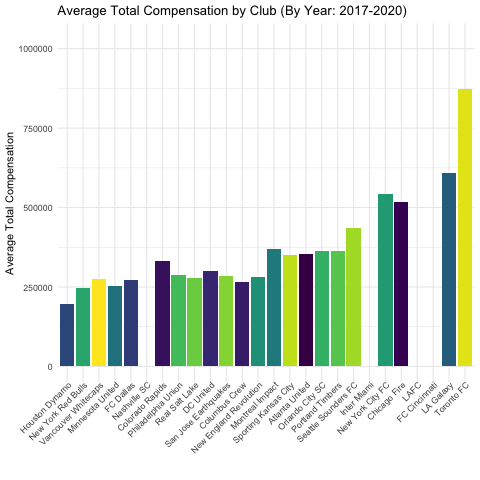 Average Total Compensation by Club (By Year: 2017-2020)
Average Total Compensation
1000000
750000
500000
250000
0
Houston Dynamo
New York Red Bulls
Vancouver Whitecaps
Minnesota United
FC Dallas
Nashville SC
Colorado Rapids
Philadelphia Union
Real Salt Lake
DC United
San Jose Earthquakes
Columbus Crew
New England Revolution
Montreal Impact
Sporting Kansas City
Atlanta United
Orlando City SC
Portland Timbers
Seattle Sounders FC
Inter Miami
New York City FC
Chicago Fire
LAFC
FC Cincinnati
LA Galaxy
Toronto FC